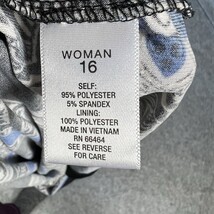 WOMAN
16
SELF:
95% POLYESTER
5% SPANDEX
LINING:
100% POLYESTER
MADE IN VIETNAM
RN 66464
SEE REVERSE
FOR CARE